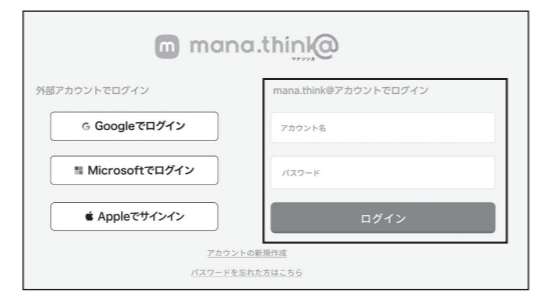 m mana.think@
マナシンカ
外部アカウントでログイン
G Googleでログイン
Microsoftでログイン
Appleでサインイン
mana.think@アカウントでログイン
アカウント名
パスワード
ログイン
アカウントの新規作成
パスワードを忘れた方はこちら